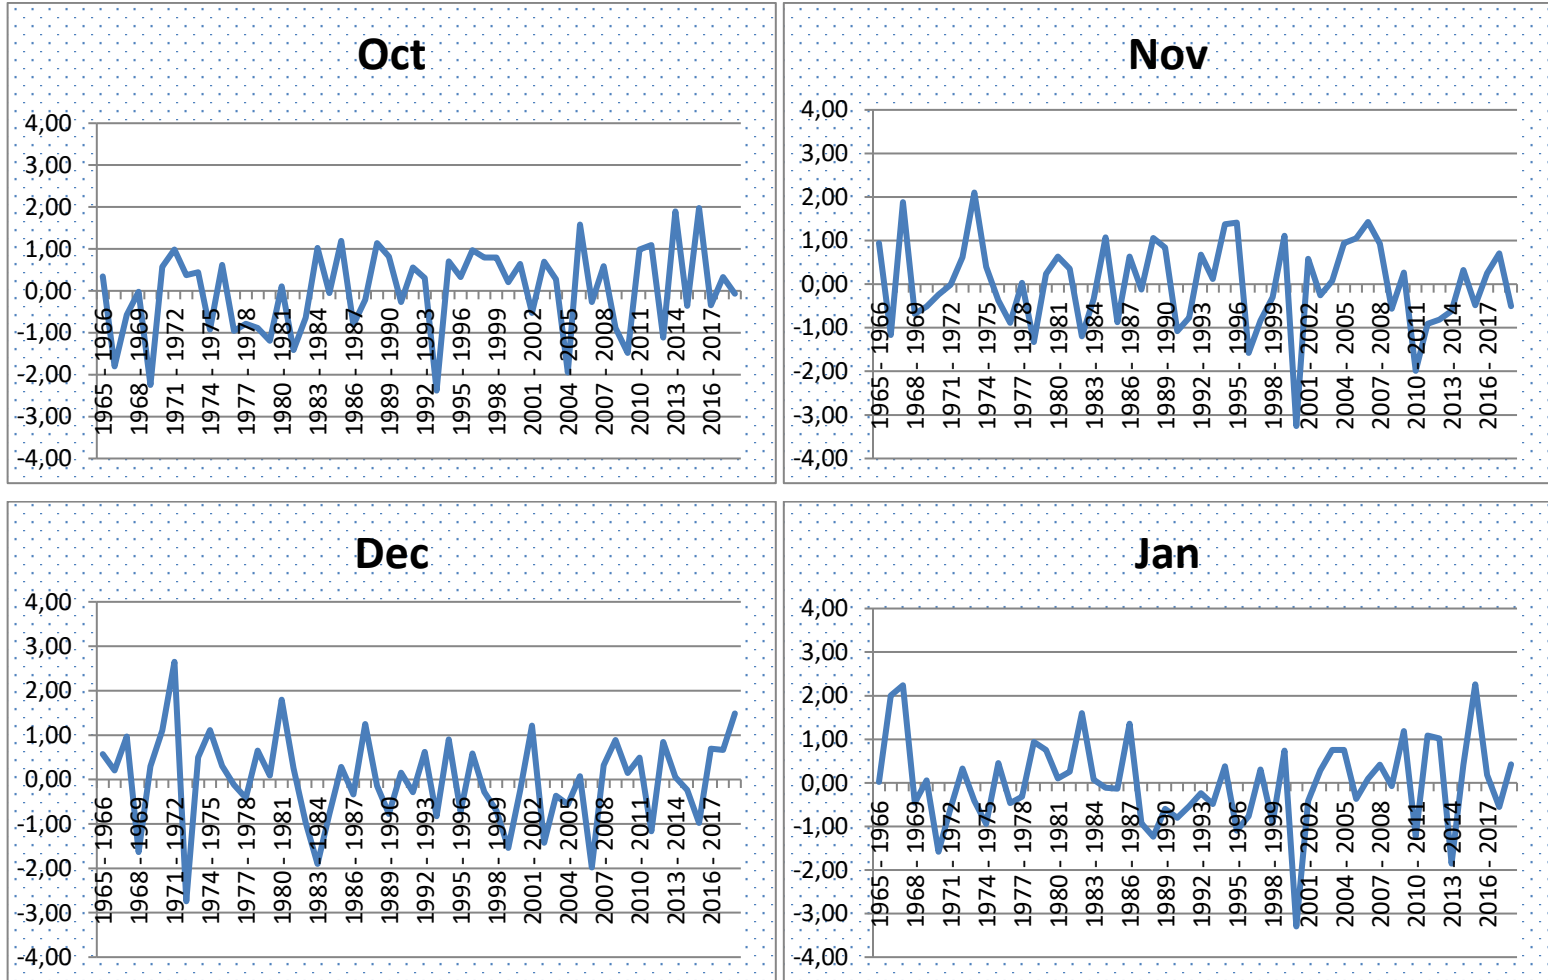 Oct
4,00
3,00
2,00
1,00
0,00
-1,00
-2,00
-3,00
-4,00
1965 - 1966
1968 - 1969
1971 - 1972
1974 - 1975
1977 - 1978
1980 - 1981
1983 - 1984
1986 - 1987
1989 - 1990
1992 - 1993
1995 - 1996
1998 - 1999
2001 - 2002
2004 - 2005
2007 - 2008
2010 - 2011
2013 - 2014
2016 - 2017
Nov
4,00
3,00
2,00
1,00
0,00
-1,00
-2,00
-3,00
-4,00
1965 - 1966
1968 - 1969
1971 - 1972
1974 - 1975
1977 - 1978
1980 - 1981
1983 - 1984
1986 - 1987
1989 - 1990
1992 - 1993
1995 - 1996
1998 - 1999
2001 - 2002
2004 - 2005
2007 - 2008
2010 - 2011
2013 - 2014
2016 - 2017
Dec
4,00
3,00
2,00
1,00
0,00
-1,00
-2,00
-3,00
-4,00
1965 - 1966
1968 - 1969
1971 - 1972
1974 - 1975
1977 - 1978
1980 - 1981
1983 - 1984
1986 - 1987
1989 - 1990
1992 - 1993
1995 - 1996
1998 - 1999
2001 - 2002
2004 - 2005
2007 - 2008
2010 - 2011
2013 - 2014
2016 - 2017
Jan
4,00
3,00
2,00
1,00
0,00
-1,00
-2,00
-3,00
-4,00
1965 - 1966
1968 - 1969
1971 - 1972
1974 - 1975
1977 - 1978
1980 - 1981
1983 - 1984
1986 - 1987
1989 - 1990
1992 - 1993
1995 - 1996
1998 - 1999
2001 - 2002
2004 - 2005
2007 - 2008
2010 - 2011
2013 - 2014
2016 - 2017